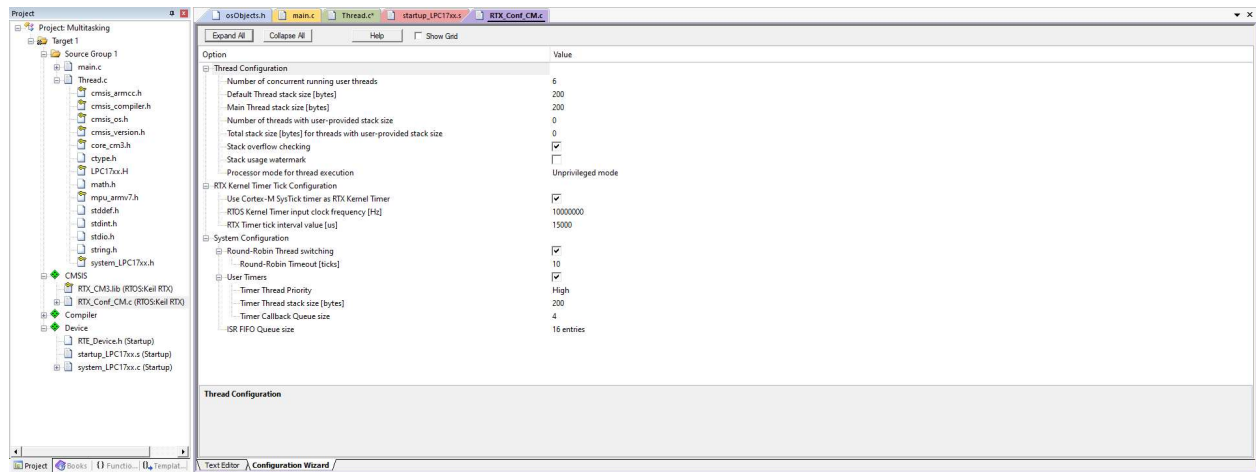 Project
Project: Multitasking
Target 1
Source Group 1
main.c
Thread.c
cmsis_armcc.h
cmsis_compiler.h
cmsis_os.h
cmsis_version.h
core_cm3.h
ctype.h
LPC17xx.H
math.h
mpu_armv7.h
stddef.h
stdint.h
stdio.h
string.h
system_LPC17xx.h
CMSIS
RTX_CM3.lib (RTOS:Keil RTX)
RTX_Conf_CM.c (RTOS:Keil RTX)
Compiler
Device
RTE_Device.h (Startup)
startup_LPC17xx.s (Startup)
system_LPC17xx.c (Startup)
Project Books {} Functio... Templat...
osObjects.h main.c Thread.c* startup_LPC17xx.s RTX_Conf_CM.c
Expand All Collapse All Help Show Grid
Option Value
Thread Configuration
Number of concurrent running user threads 6
Default Thread stack size [bytes] 200
Main Thread stack size [bytes] 200
Number of threads with user-provided stack size 0
Total stack size [bytes] for threads with user-provided stack size 0
Stack overflow checking
Stack usage watermark
Processor mode for thread execution Unprivileged mode
RTX Kernel Timer Tick Configuration
Use Cortex-M SysTick timer as RTX Kernel Timer
RTOS Kernel Timer input clock frequency [Hz] 10000000
RTX Timer tick interval value [us] 15000
System Configuration
Round-Robin Thread switching
Round-Robin Timeout [ticks] 10
User Timers
Timer Thread Priority High
Timer Thread stack size [bytes] 200
Timer Callback Queue size 4
ISR FIFO Queue size 16 entries
Thread Configuration
Text Editor Configuration Wizard